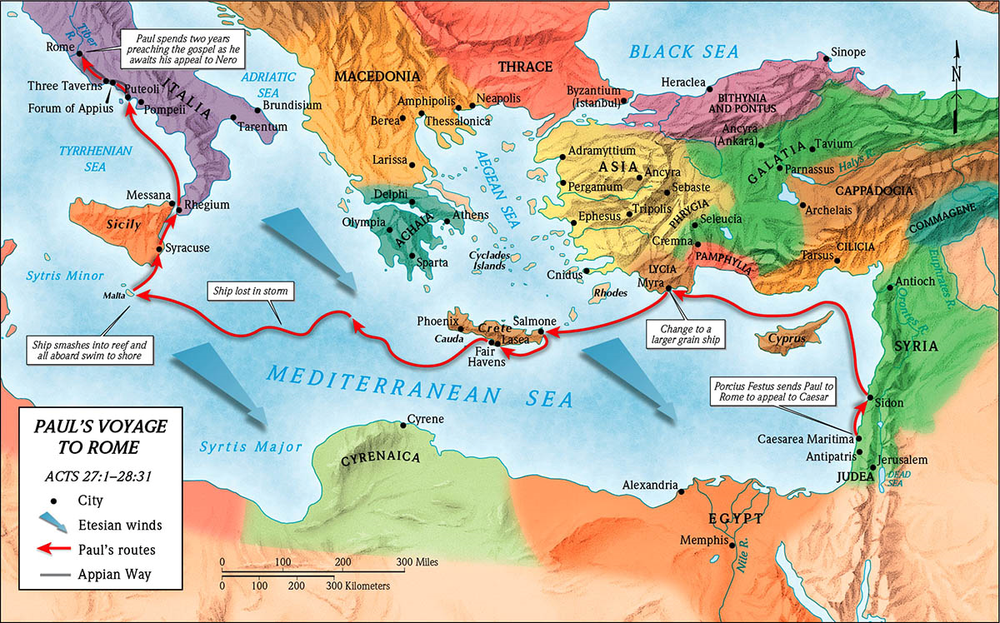 Tiber
R.
Rome
Paul spends two years
preaching the gospel as he
awaits his appeal to Nero
Three Taverns
Forum of Appius
Puteoli
Pompeii
ITALIA
ADRIATIC
SEA
Brundisium
Tarentum
TYRRHENIAN
SEA
Messana
Rhegium
Sicily
Syracuse
Sytris Minor
Malta
Ship smashes into reef and
all aboard swim to shore
Ship lost in storm
MACEDONIA
THRACE
Amphipolis
Neapolis
Berea
Thessalonica
Larissa
AEGEAN SEA
Delphi
Olympia
ACHAIA
Athens
Sparta
Cyclades
Islands
BLACK SEA
Sinope
N
Heraclea
Byzantium
(Istanbul)
BITHYNIA
AND PONTUS
Ancyra
(Ankara)
Tavium
GALATIA
Parnassus
Halys R.
Adramyttium
ASIA
Ancyra
Pergamum
Sebaste
Ephesus
Tripolis
PHRYGIA
Seleucia
Cremna
CAPPADOCIA
Archelais
COMMAGENE
CILICIA
Tarsus
PAMPHYLIA
LYCIA
Myra
Cnidus
Rhodes
Euphrates R.
Antioch
Orontes R.
SYRIA
Cyprus
Change to a
larger grain ship
Phoenix
Cauda
Crete
Salmone
Lasea
Fair
Havens
MEDITERRANEAN SEA
Porcius Festus sends Paul to
Rome to appeal to Caesar
Sidon
Caesarea Maritima
Antipatris
Jerusalem
JUDEA
DEAD
SEA
Syrtis Major
Cyrene
CYRENAICA
Alexandria
EGYPT
Memphis
Nile R.
PAUL'S VOYAGE
TO ROME
ACTS 27:1–28:31
City
Etesian winds
Paul's routes
Appian Way
0 100 200 300 Miles
0 100 200 300 Kilometers